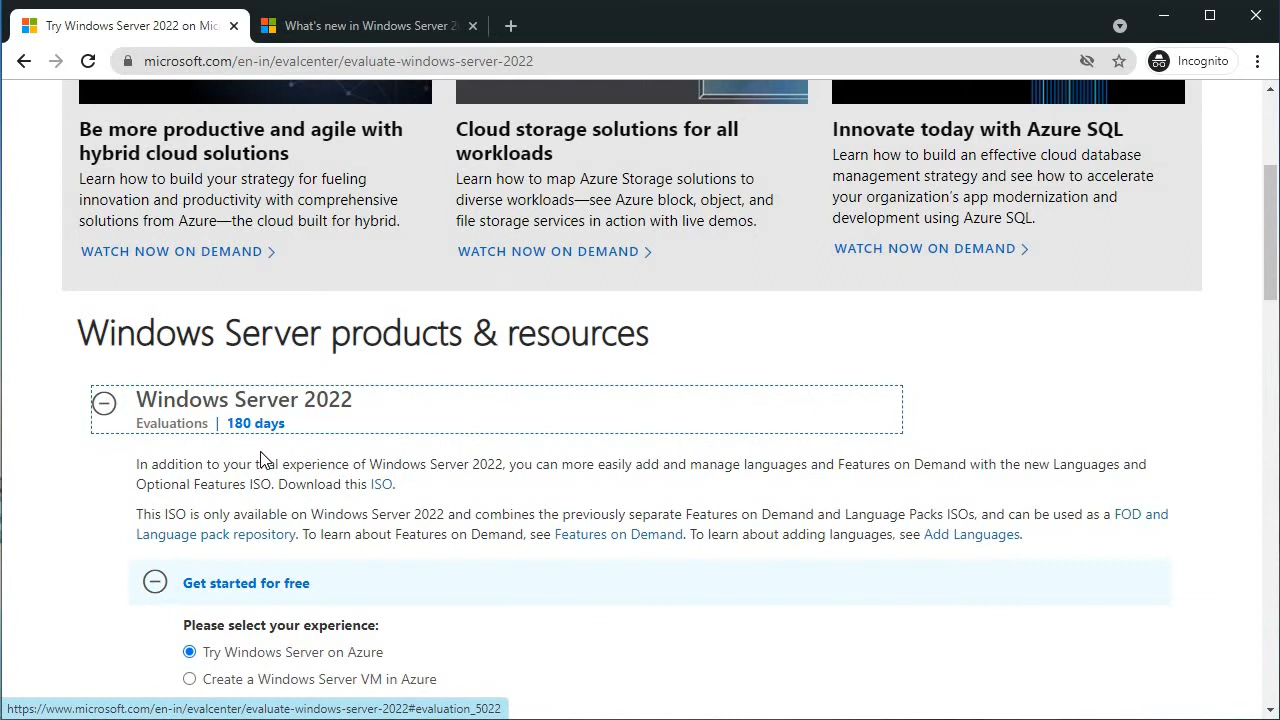 Try Windows Server 2022 on Mic
What's new in Windows Server 2
microsoft.com/en-in/evalcenter/evaluate-windows-server-2022
Incognito
Be more productive and agile with
hybrid cloud solutions
Learn how to build your strategy for fueling
innovation and productivity with comprehensive
solutions from Azure—the cloud built for hybrid.
WATCH NOW ON DEMAND
Cloud storage solutions for all
workloads
Learn how to map Azure Storage solutions to
diverse workloads—see Azure block, object, and
file storage services in action with live demos.
WATCH NOW ON DEMAND
Innovate today with Azure SQL
Learn how to build an effective cloud database
management strategy and see how to accelerate
your organization's app modernization and
development using Azure SQL.
WATCH NOW ON DEMAND
Windows Server products & resources
Windows Server 2022
Evaluations | 180 days
In addition to your trial experience of Windows Server 2022, you can more easily add and manage languages and Features on Demand with the new Languages and
Optional Features ISO. Download this ISO.
This ISO is only available on Windows Server 2022 and combines the previously separate Features on Demand and Language Packs ISOs, and can be used as a FOD and
Language pack repository. To learn about Features on Demand, see Features on Demand. To learn about adding languages, see Add Languages.
Get started for free
Please select your experience:
Try Windows Server on Azure
Create a Windows Server VM in Azure
https://www.microsoft.com/en-in/evalcenter/evaluate-windows-server-2022#evaluation_5022